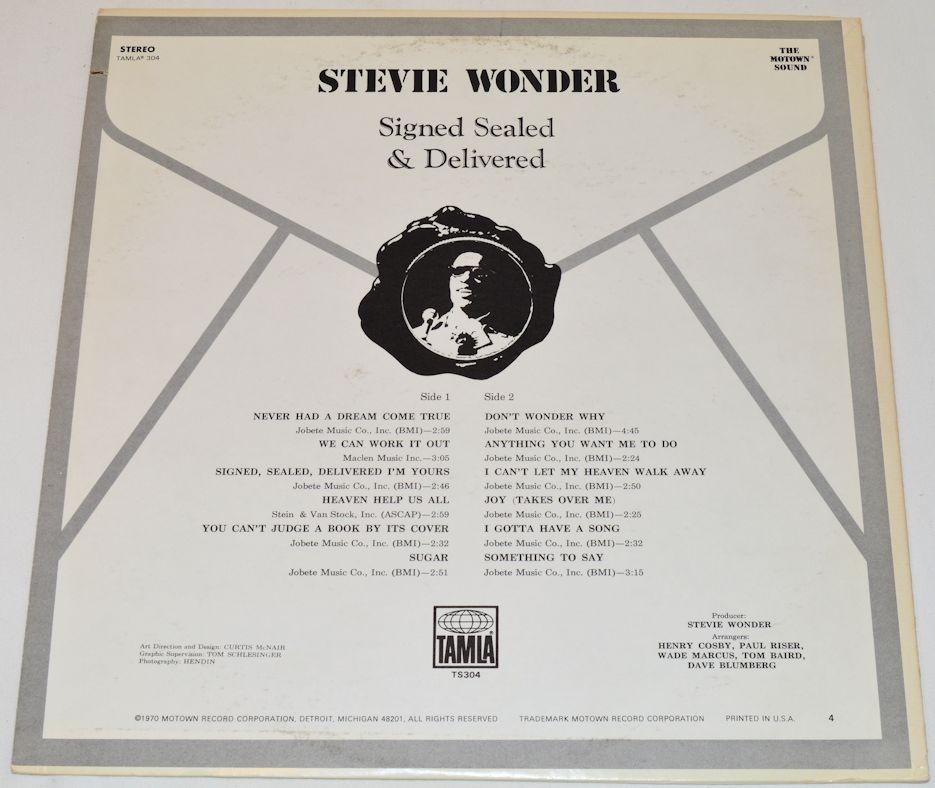 STEREO
TAMLA® 304
THE
MOTOWN®
SOUND
STEVIE WONDER
Signed Sealed
& Delivered
Side 1
NEVER HAD A DREAM COME TRUE
Jobete Music Co., Inc. (BMI)—2:59
WE CAN WORK IT OUT
Maclen Music Inc.—3:05
SIGNED, SEALED, DELIVERED I'M YOURS
Jobete Music Co., Inc. (BMI)—2:46
HEAVEN HELP US ALL
Stein & Van Stock, Inc. (ASCAP)—2:59
YOU CAN'T JUDGE A BOOK BY ITS COVER
Jobete Music Co., Inc. (BMI)—2:32
SUGAR
Jobete Music Co., Inc. (BMI)—2:51
Side 2
DON'T WONDER WHY
Jobete Music Co., Inc. (BMI)—4:45
ANYTHING YOU WANT ME TO DO
Jobete Music Co., Inc. (BMI)—2:24
I CAN'T LET MY HEAVEN WALK AWAY
Jobete Music Co., Inc. (BMI)—2:50
JOY (TAKES OVER ME)
Jobete Music Co., Inc. (BMI)—2:25
I GOTTA HAVE A SONG
Jobete Music Co., Inc. (BMI)—2:32
SOMETHING TO SAY
Jobete Music Co., Inc. (BMI)—3:15
Art Direction and Design: CURTIS McNAIR
Graphic Supervision: TOM SCHLESINGER
Photography: HENDIN
TAMLA
TS304
Producer:
STEVIE WONDER
Arrangers:
HENRY COSBY, PAUL RISER,
WADE MARCUS, TOM BAIRD,
DAVE BLUMBERG
©1970 MOTOWN RECORD CORPORATION, DETROIT, MICHIGAN 48201, ALL RIGHTS RESERVED TRADEMARK MOTOWN RECORD CORPORATION PRINTED IN U.S.A. 4